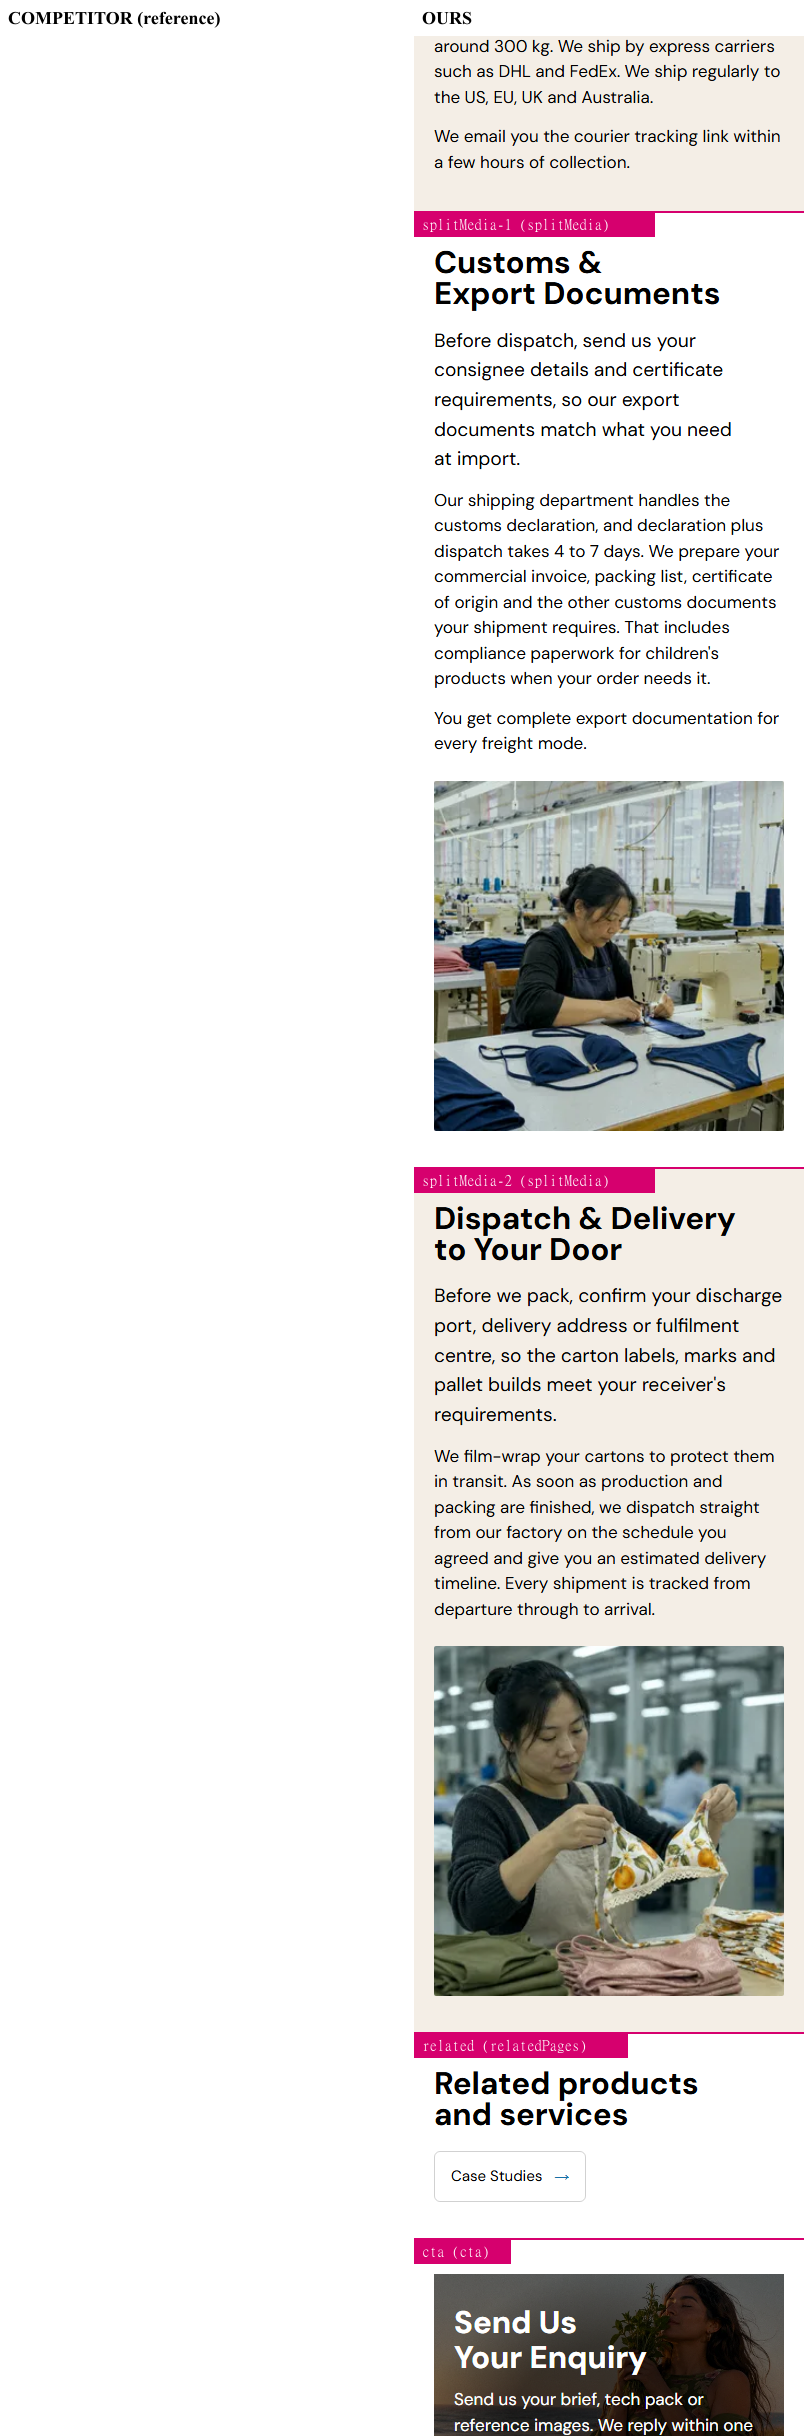 COMPETITOR (reference)
OURS
around 300 kg. We ship by express carriers
such as DHL and FedEx. We ship regularly to
the US, EU, UK and Australia.
We email you the courier tracking link within
a few hours of collection.
splitMedia-1 (splitMedia)
Customs &
Export Documents
Before dispatch, send us your
consignee details and certificate
requirements, so our export
documents match what you need
at import.
Our shipping department handles the
customs declaration, and declaration plus
dispatch takes 4 to 7 days. We prepare your
commercial invoice, packing list, certificate
of origin and the other customs documents
your shipment requires. That includes
compliance paperwork for children's
products when your order needs it.
You get complete export documentation for
every freight mode.
splitMedia-2 (splitMedia)
Dispatch & Delivery
to Your Door
Before we pack, confirm your discharge
port, delivery address or fulfilment
centre, so the carton labels, marks and
pallet builds meet your receiver's
requirements.
We film-wrap your cartons to protect them
in transit. As soon as production and
packing are finished, we dispatch straight
from our factory on the schedule you
agreed and give you an estimated delivery
timeline. Every shipment is tracked from
departure through to arrival.
related (relatedPages)
Related products
and services
Case Studies →
cta (cta)
Send Us
Your Enquiry
Send us your brief, tech pack or
reference images. We reply within one